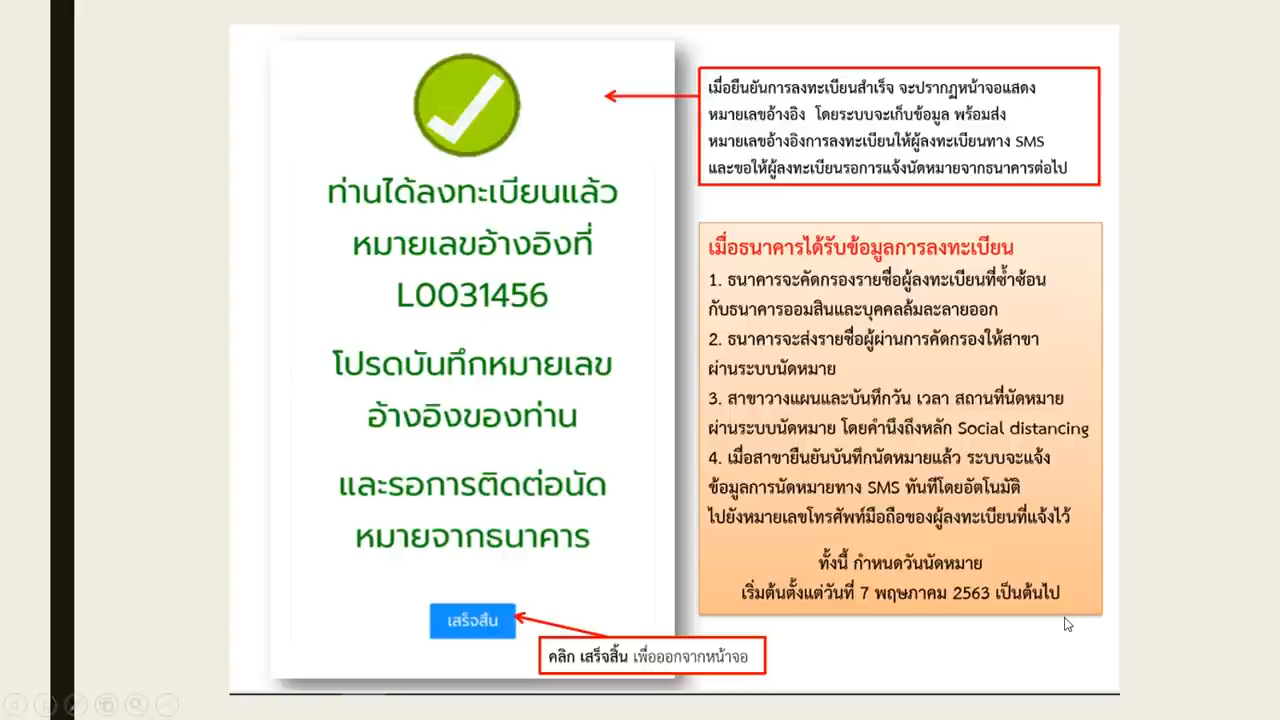 ท่านได้ลงทะเบียนแล้ว
หมายเลขอ้างอิงที่
L0031456
โปรดบันทึกหมายเลข
อ้างอิงของท่าน
และรอการติดต่อนัด
หมายจากธนาคาร
เสร็จสิ้น
คลิก เสร็จสิ้น เพื่อออกจากหน้าจอ
เมื่อยืนยันการลงทะเบียนสำเร็จ จะปรากฏหน้าจอแสดง
หมายเลขอ้างอิง โดยระบบจะเก็บข้อมูล พร้อมส่ง
หมายเลขอ้างอิงการลงทะเบียนให้ผู้ลงทะเบียนทาง SMS
และขอให้ผู้ลงทะเบียนรอการแจ้งนัดหมายจากธนาคารต่อไป
เมื่อธนาคารได้รับข้อมูลการลงทะเบียน
1. ธนาคารจะคัดกรองรายชื่อผู้ลงทะเบียนที่ซ้ำซ้อน
กับธนาคารออมสินและบุคคลล้มละลายออก
2. ธนาคารจะส่งรายชื่อผู้ผ่านการคัดกรองให้สาขา
ผ่านระบบนัดหมาย
3. สาขาวางแผนและบันทึกวัน เวลา สถานที่นัดหมาย
ผ่านระบบนัดหมาย โดยคำนึงถึงหลัก Social distancing
4. เมื่อสาขายืนยันบันทึกนัดหมายแล้ว ระบบจะแจ้ง
ข้อมูลการนัดหมายทาง SMS ทันทีโดยอัตโนมัติ
ไปยังหมายเลขโทรศัพท์มือถือของผู้ลงทะเบียนที่แจ้งไว้
ทั้งนี้ กำหนดวันนัดหมาย
เริ่มต้นตั้งแต่วันที่ 7 พฤษภาคม 2563 เป็นต้นไป